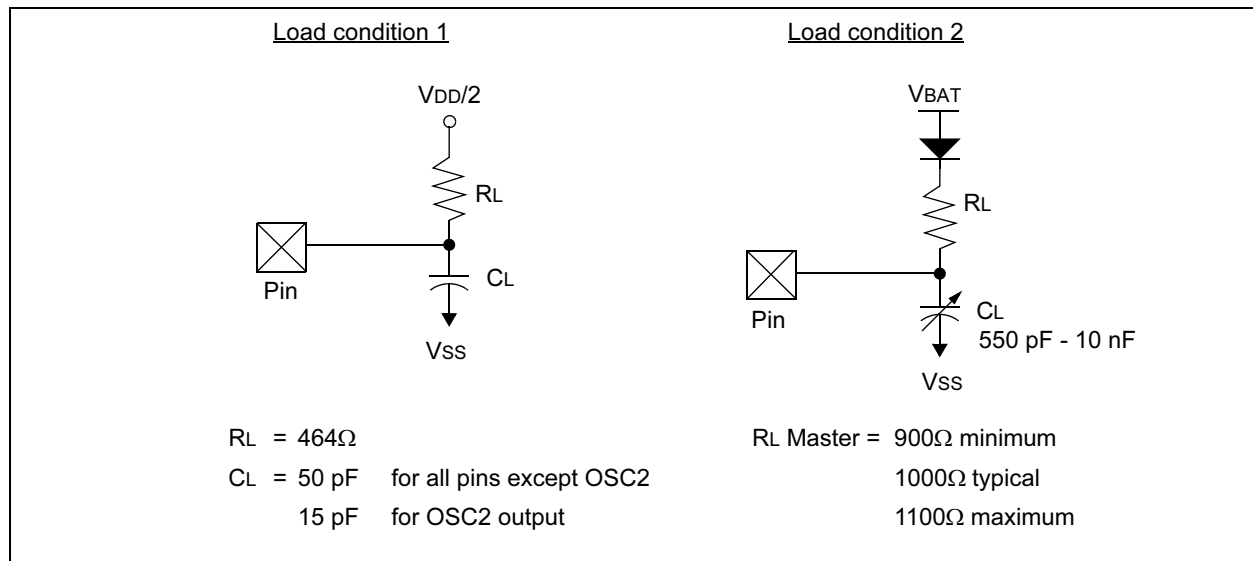 Load condition 1
VDD/2
RL
Pin
CL
VSS
RL = 464Ω
CL = 50 pF for all pins except OSC2
15 pF for OSC2 output
Load condition 2
VBAT
RL
Pin
CL
550 pF - 10 nF
VSS
RL Master = 900Ω minimum
1000Ω typical
1100Ω maximum